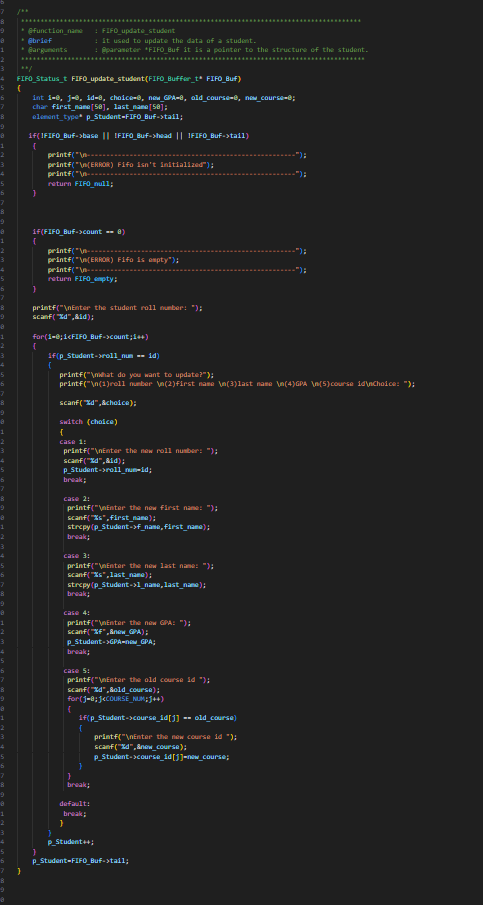 /**
 ****************************************************************************************
 * @function_name   : FIFO_update_student
 * @brief           : it used to update the data of a student.
 * @arguments       : @parameter *FIFO_Buf it is a pointer to the structure of the student.
 *****************************************************************************************
 **/
FIFO_Status_t FIFO_update_student(FIFO_Buffer_t* FIFO_Buf)
{
    int i=0, j=0, id=0, choice=0, new_GPA=0, old_course=0, new_course=0;
    char first_name[50], last_name[50];
    element_type* p_Student=FIFO_Buf->tail;

   if(!FIFO_Buf->base || !FIFO_Buf->head || !FIFO_Buf->tail)
    {
        printf("\n------------------------------------------------------");
        printf("\n(ERROR) Fifo isn't initialized");
        printf("\n------------------------------------------------------");
        return FIFO_null;
    }

    if(FIFO_Buf->count == 0)
    {
        printf("\n------------------------------------------------------");
        printf("\n(ERROR) Fifo is empty");
        printf("\n------------------------------------------------------");
        return FIFO_empty;
    }

    printf("\nEnter the student roll number: ");
    scanf("%d",&id);

    for(i=0;i<FIFO_Buf->count;i++)
    {
        if(p_Student->roll_num == id)
        {
           printf("\nWhat do you want to update?");
           printf("\n(1)roll number \n(2)first name \n(3)last name \n(4)GPA \n(5)course id\nChoice: ");

           scanf("%d",&choice);

           switch (choice)
           {
           case 1:
            printf("\nEnter the new roll number: ");
            scanf("%d",&id);
            p_Student->roll_num=id;
            break;

            case 2:
             printf("\nEnter the new first name: ");
             scanf("%s",first_name);
             strcpy(p_Student->f_name,first_name);
             break;

            case 3:
             printf("\nEnter the new last name: ");
             scanf("%s",last_name);
             strcpy(p_Student->l_name,last_name);
             break;

            case 4:
             printf("\nEnter the new GPA: ");
             scanf("%f",&new_GPA);
             p_Student->GPA=new_GPA;
             break;

            case 5:
             printf("\nEnter the old course id ");
             scanf("%d",&old_course);
             for(j=0;j<COURSE_NUM;j++)
             {
                if(p_Student->course_id[j] == old_course)
                {
                    printf("\nEnter the new course id ");
                    scanf("%d",&new_course);
                    p_Student->course_id[j]=new_course;
                }
             }
             break;

           default:
            break;
           }
        }
        p_Student++;
    }
    p_Student=FIFO_Buf->tail;
}